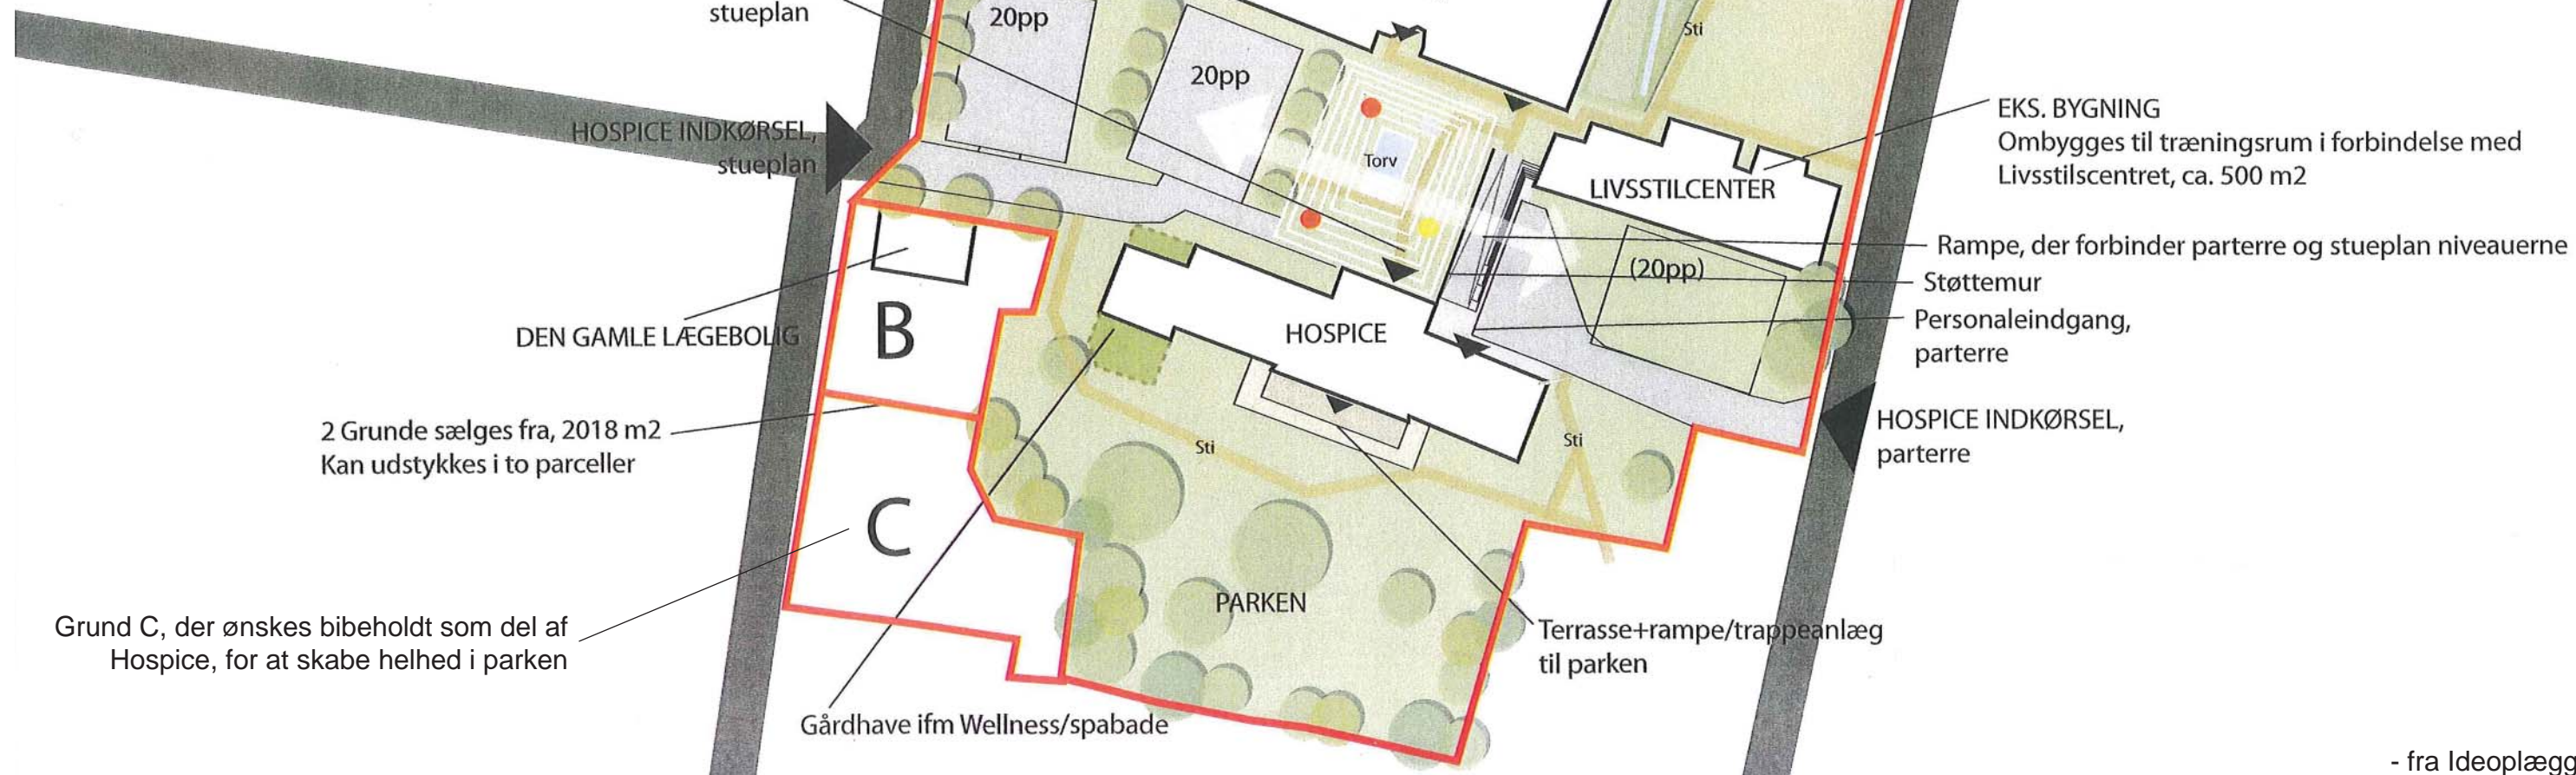 stueplan
20pp
Sti
20pp
HOSPICE INDKØRSEL,
stueplan
Torv
EKS. BYGNING
Ombygges til træningsrum i forbindelse med
Livsstilscentret, ca. 500 m2
LIVSSTILCENTER
Rampe, der forbinder parterre og stueplan niveauerne
(20pp)
Støttemur
Personaleindgang,
parterre
DEN GAMLE LÆGEBOLIG
B
HOSPICE
HOSPICE INDKØRSEL,
parterre
2 Grunde sælges fra, 2018 m2
Kan udstykkes i to parceller
Sti
Sti
C
PARKEN
Grund C, der ønskes bibeholdt som del af
Hospice, for at skabe helhed i parken
Terrasse+rampe/trappeanlæg
til parken
Gårdhave ifm Wellness/spabade
- fra Ideoplægg